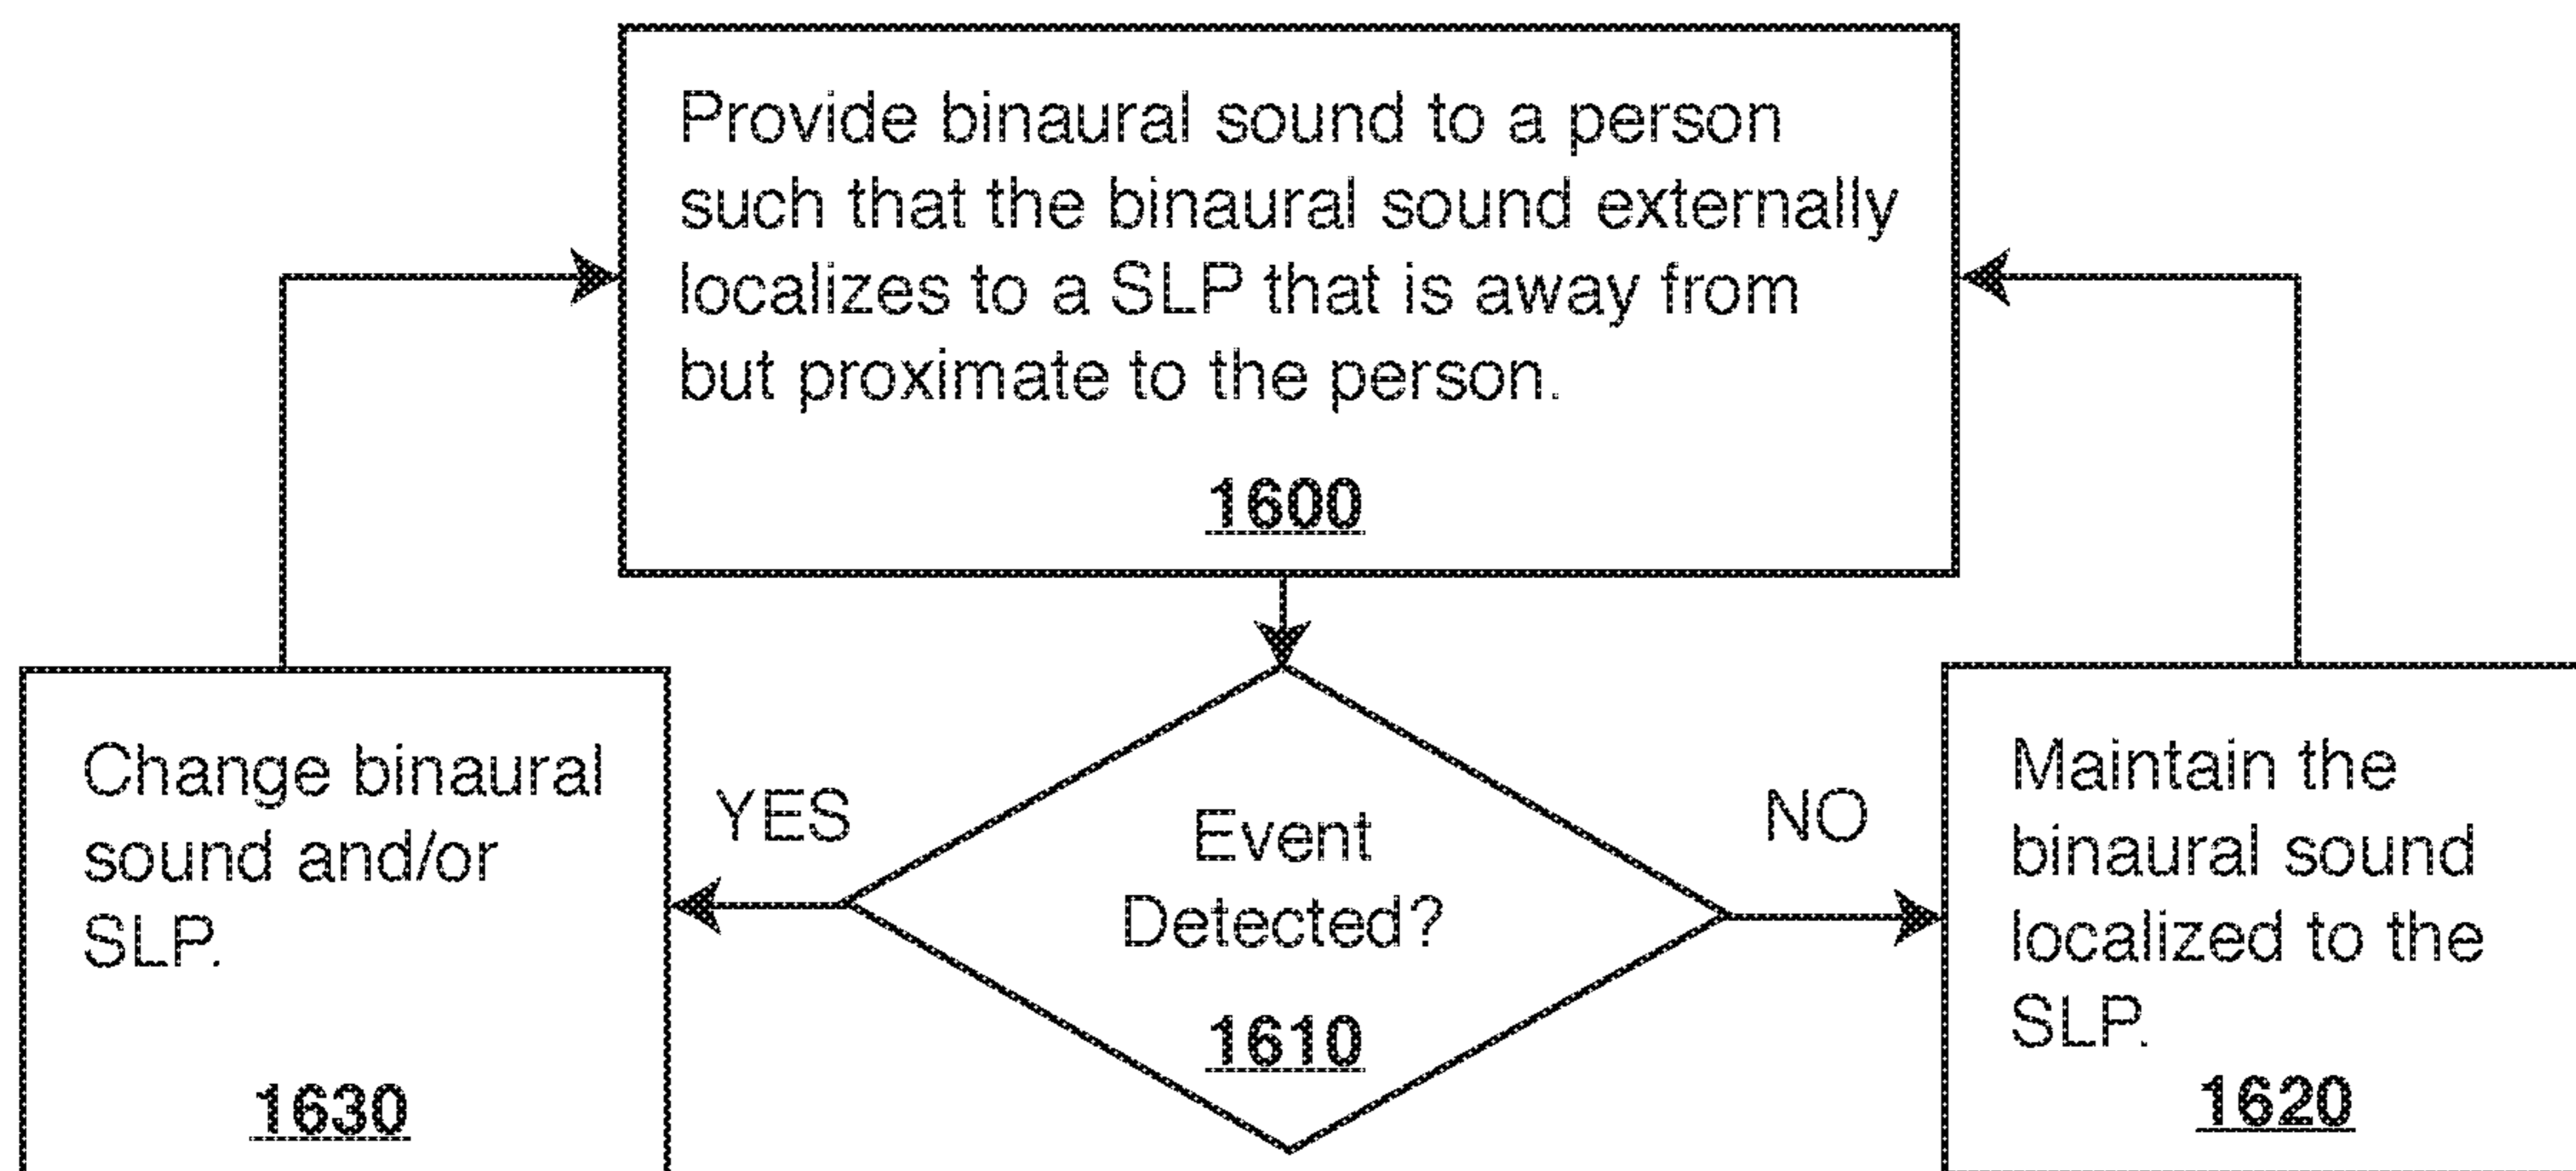 Provide binaural sound to a person
such that the binaural sound externally
localizes to a SLP that is away from
but proximate to the person.
1600
Change binaural
sound and/or
SLP.
1630
YES
Event
Detected?
1610
NO
Maintain the
binaural sound
localized to the
SLP.
1620